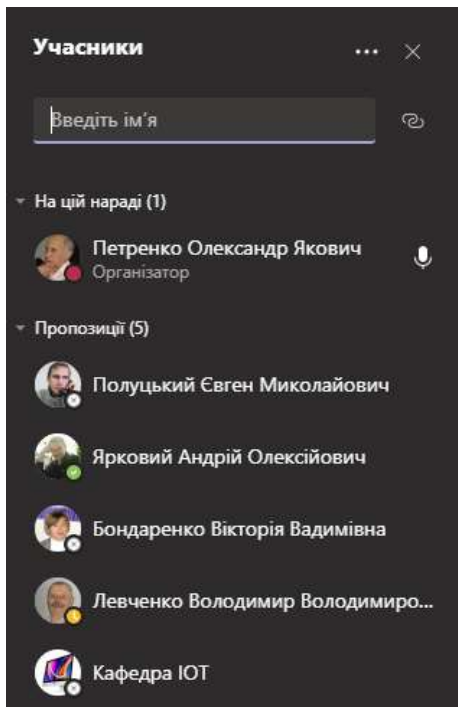 Учасники
Введіть ім'я
На цій нараді (1)
Петренко Олександр Якович
Організатор
Пропозиції (5)
Полуцький Євген Миколайович
Ярковий Андрій Олексійович
Бондаренко Вікторія Вадимівна
Левченко Володимир Володимиро...
Кафедра ІОТ